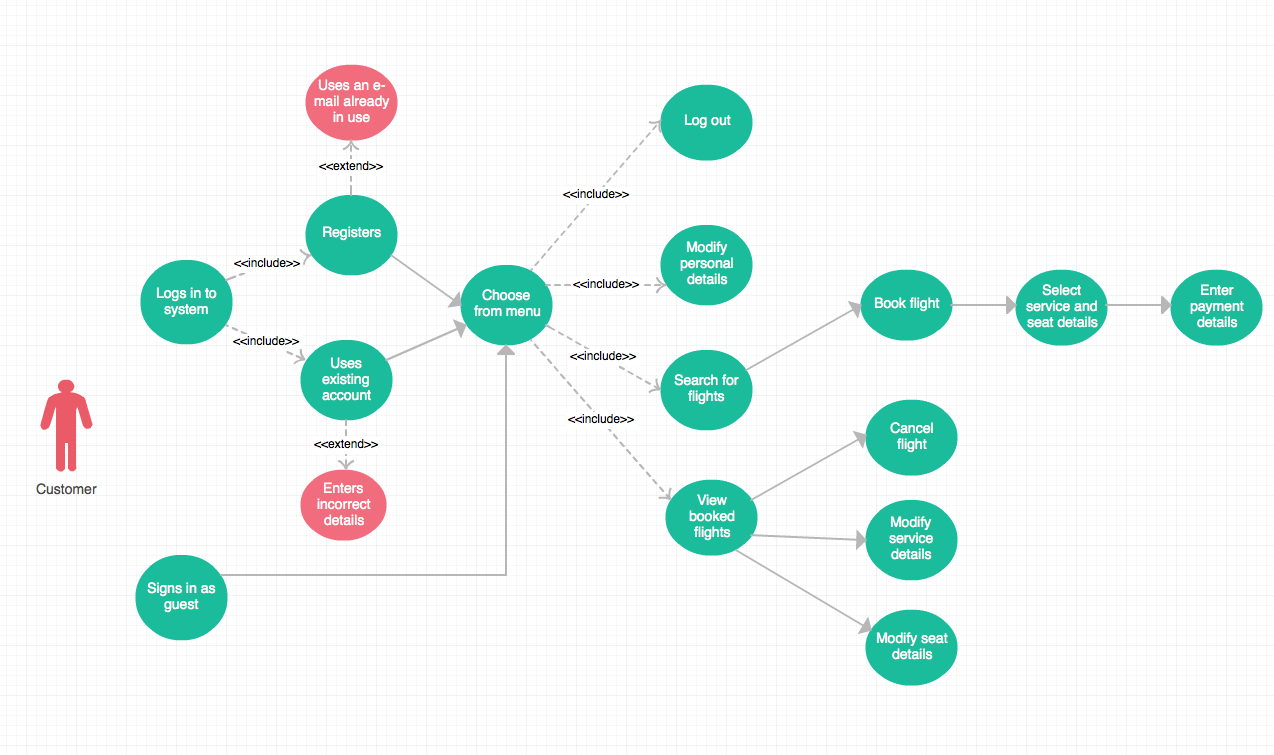 Uses an e-
mail already
in use
<<extend>>
Registers
<<include>>
Logs in to
system
<<include>>
Uses
existing
account
<<extend>>
Enters
incorrect
details
Customer
Signs in as
guest
Choose
from menu
<<include>>
Log out
<<include>>
Modify
personal
details
<<include>>
Search for
flights
<<include>>
View
booked
flights
Book flight
Select
service and
seat details
Enter
payment
details
Cancel
flight
Modify
service
details
Modify seat
details